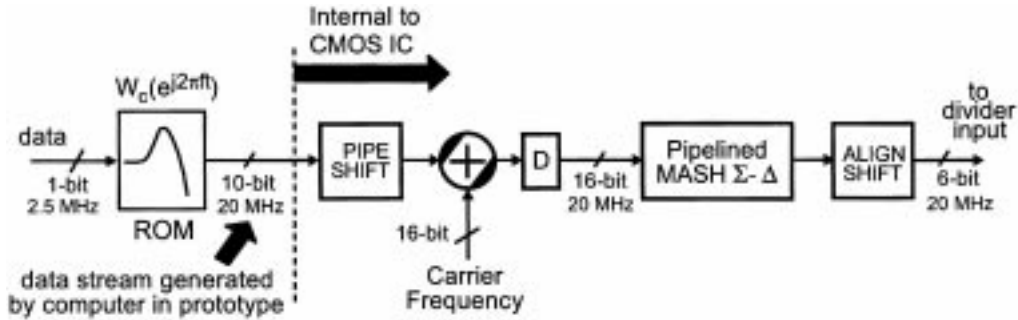 Internal to
CMOS IC
W_c(e^{j2πft})
data
1-bit
2.5 MHz
ROM
10-bit
20 MHz
data stream generated
by computer in prototype
PIPE
SHIFT
+
16-bit
Carrier
Frequency
D
16-bit
20 MHz
Pipelined
MASH Σ-Δ
ALIGN
SHIFT
to
divider
input
6-bit
20 MHz